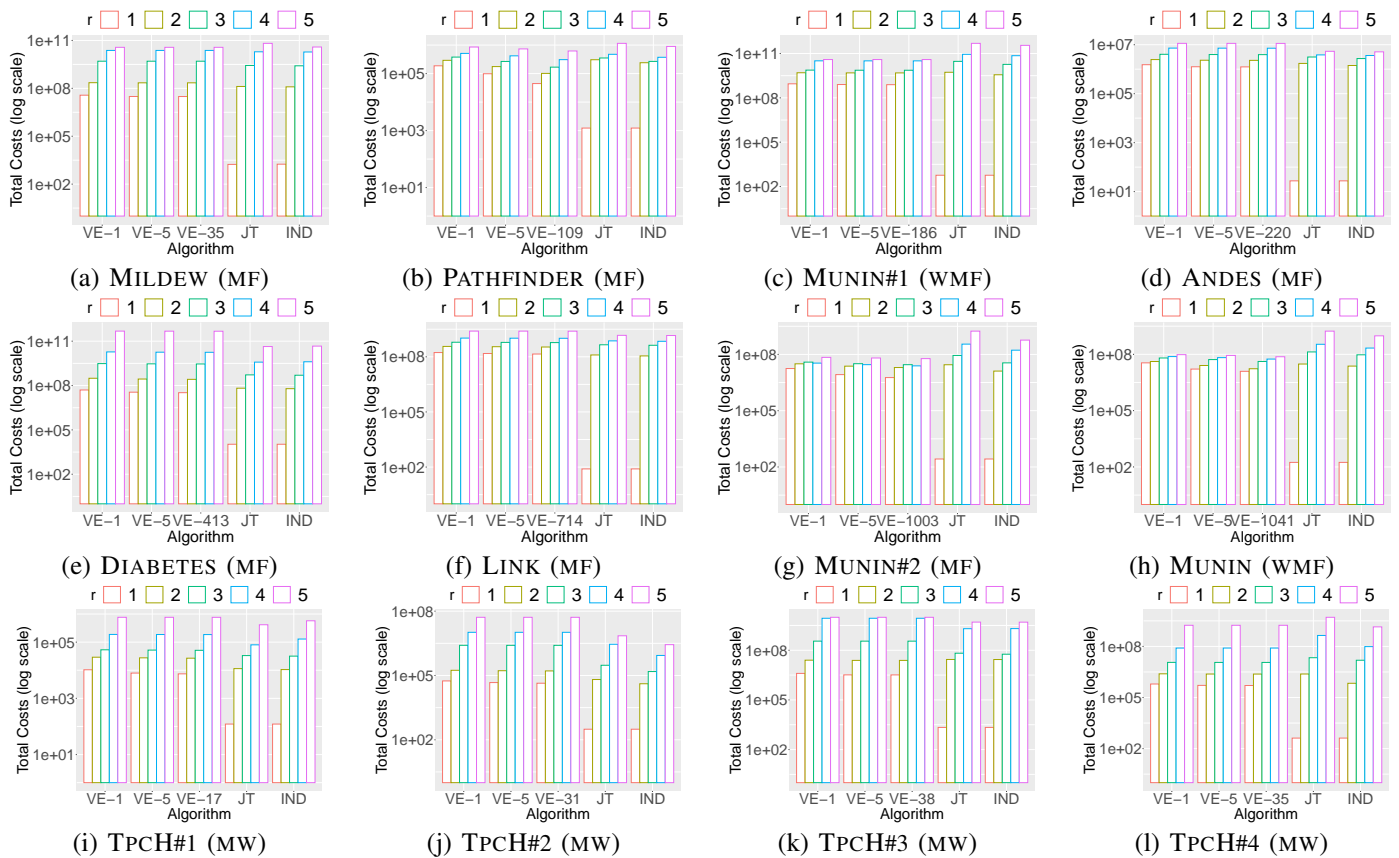 r 1 2 3 4 5
Total Costs (log scale)
1e+11
1e+08
1e+05
1e+02
VE−1 VE−5 VE−35 JT IND
Algorithm
(a) MILDEW (MF)
r 1 2 3 4 5
Total Costs (log scale)
1e+05
1e+03
1e+01
VE−1 VE−5 VE−109 JT IND
Algorithm
(b) PATHFINDER (MF)
r 1 2 3 4 5
Total Costs (log scale)
1e+11
1e+08
1e+05
1e+02
VE−1 VE−5 VE−186 JT IND
Algorithm
(c) MUNIN#1 (WMF)
r 1 2 3 4 5
Total Costs (log scale)
1e+07
1e+04
1e+01
VE−1 VE−5 VE−220 JT IND
Algorithm
(d) ANDES (MF)
r 1 2 3 4 5
Total Costs (log scale)
1e+11
1e+08
1e+05
1e+02
VE−1 VE−5 VE−413 JT IND
Algorithm
(e) DIABETES (MF)
r 1 2 3 4 5
Total Costs (log scale)
1e+08
1e+05
1e+02
VE−1 VE−5 VE−714 JT IND
Algorithm
(f) LINK (MF)
r 1 2 3 4 5
Total Costs (log scale)
1e+08
1e+05
1e+02
VE−1 VE−5 VE−1003 JT IND
Algorithm
(g) MUNIN#2 (MF)
r 1 2 3 4 5
Total Costs (log scale)
1e+08
1e+05
1e+02
VE−1 VE−5 VE−1041 JT IND
Algorithm
(h) MUNIN (WMF)
r 1 2 3 4 5
Total Costs (log scale)
1e+05
1e+03
1e+01
VE−1 VE−5 VE−17 JT IND
Algorithm
(i) TPCH#1 (MW)
r 1 2 3 4 5
Total Costs (log scale)
1e+08
1e+05
1e+02
VE−1 VE−5 VE−31 JT IND
Algorithm
(j) TPCH#2 (MW)
r 1 2 3 4 5
Total Costs (log scale)
1e+08
1e+05
1e+02
VE−1 VE−5 VE−38 JT IND
Algorithm
(k) TPCH#3 (MW)
r 1 2 3 4 5
Total Costs (log scale)
1e+08
1e+05
1e+02
VE−1 VE−5 VE−35 JT IND
Algorithm
(l) TPCH#4 (MW)